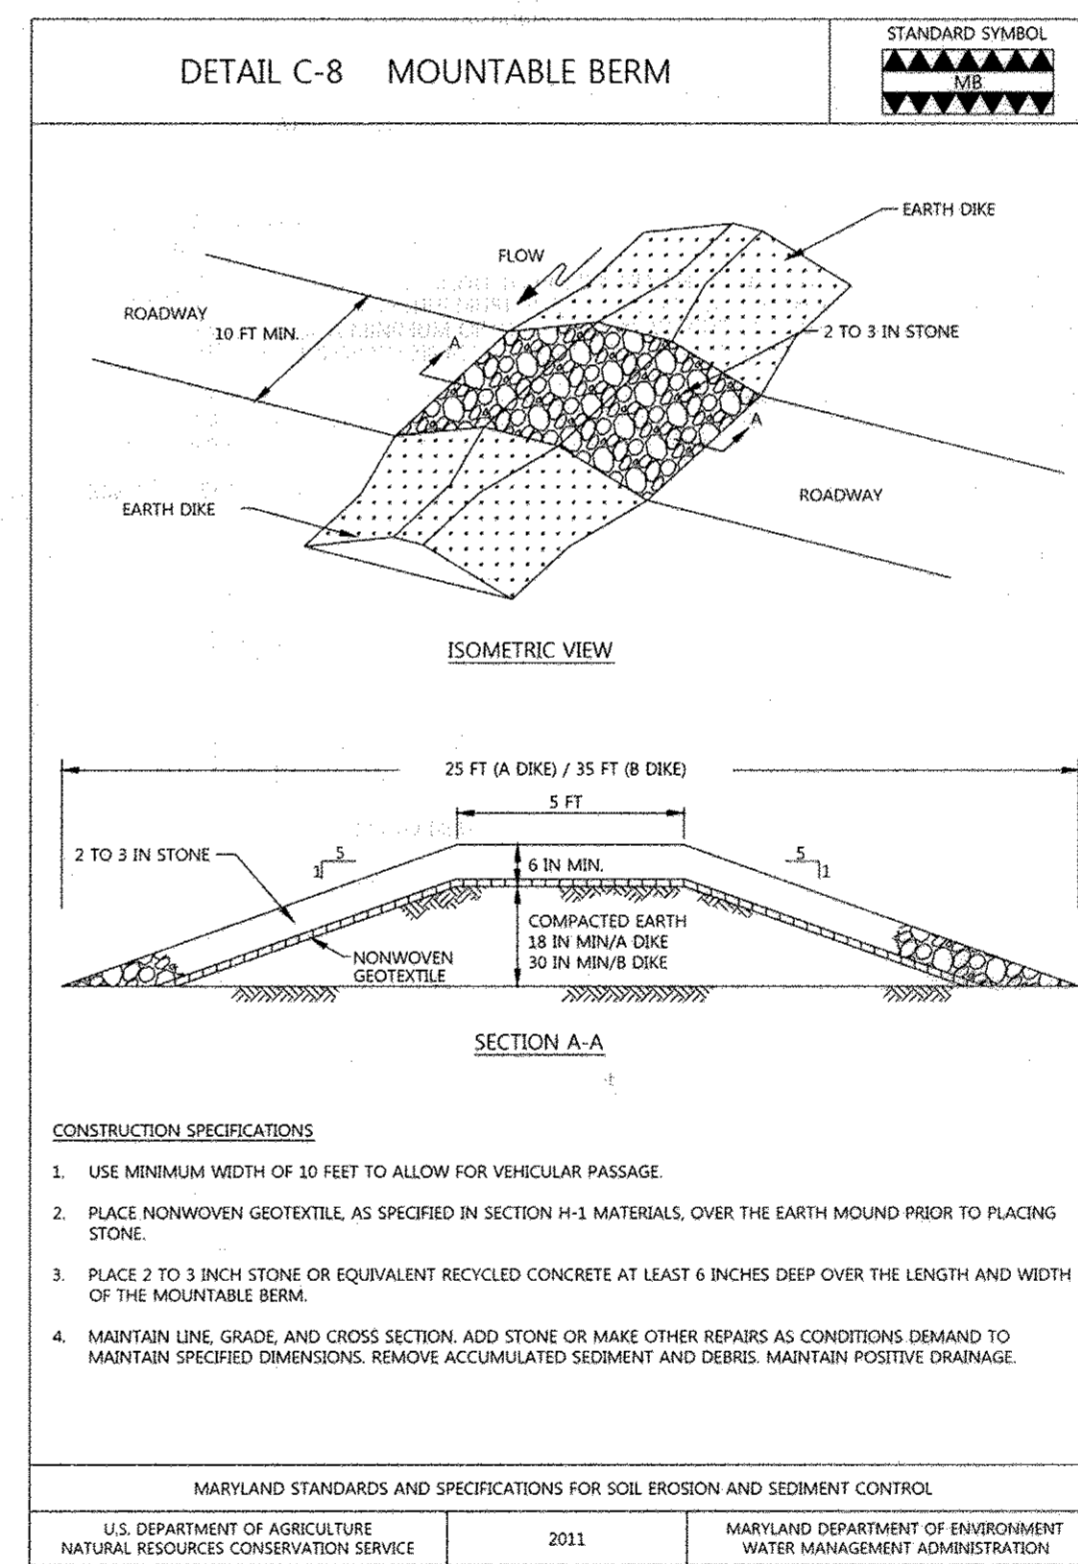 DETAIL C-8 MOUNTABLE BERM
STANDARD SYMBOL
MB
EARTH DIKE
FLOW
ROADWAY
10 FT MIN.
2 TO 3 IN STONE
A
A
ROADWAY
EARTH DIKE
ISOMETRIC VIEW
25 FT (A DIKE) / 35 FT (B DIKE)
5 FT
2 TO 3 IN STONE
5
1
6 IN MIN.
5
1
COMPACTED EARTH
18 IN MIN/A DIKE
30 IN MIN/B DIKE
NONWOVEN
GEOTEXTILE
SECTION A-A
CONSTRUCTION SPECIFICATIONS
1. USE MINIMUM WIDTH OF 10 FEET TO ALLOW FOR VEHICULAR PASSAGE.
2. PLACE NONWOVEN GEOTEXTILE, AS SPECIFIED IN SECTION H-1 MATERIALS, OVER THE EARTH MOUND PRIOR TO PLACING
STONE.
3. PLACE 2 TO 3 INCH STONE OR EQUIVALENT RECYCLED CONCRETE AT LEAST 6 INCHES DEEP OVER THE LENGTH AND WIDTH
OF THE MOUNTABLE BERM.
4. MAINTAIN LINE, GRADE, AND CROSS SECTION. ADD STONE OR MAKE OTHER REPAIRS AS CONDITIONS DEMAND TO
MAINTAIN SPECIFIED DIMENSIONS. REMOVE ACCUMULATED SEDIMENT AND DEBRIS. MAINTAIN POSITIVE DRAINAGE.
MARYLAND STANDARDS AND SPECIFICATIONS FOR SOIL EROSION AND SEDIMENT CONTROL
U.S. DEPARTMENT OF AGRICULTURE
NATURAL RESOURCES CONSERVATION SERVICE
2011
MARYLAND DEPARTMENT OF ENVIRONMENT
WATER MANAGEMENT ADMINISTRATION